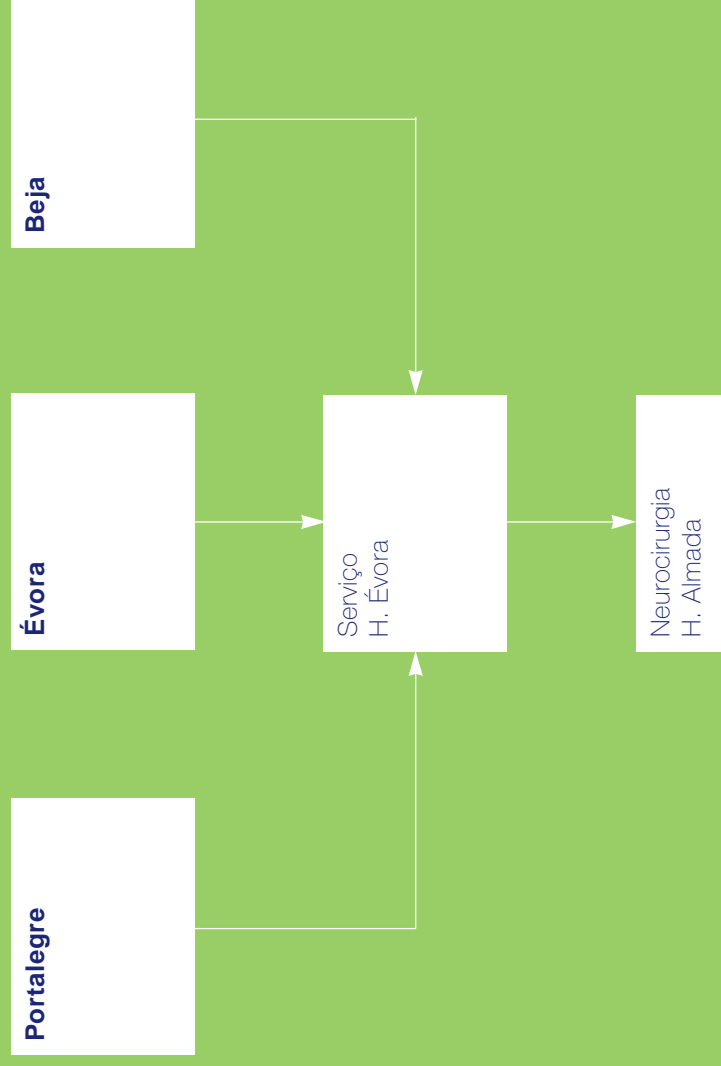 Portalegre
Évora
Beja
Serviço
H. Évora
Neurocirurgia
H. Almada